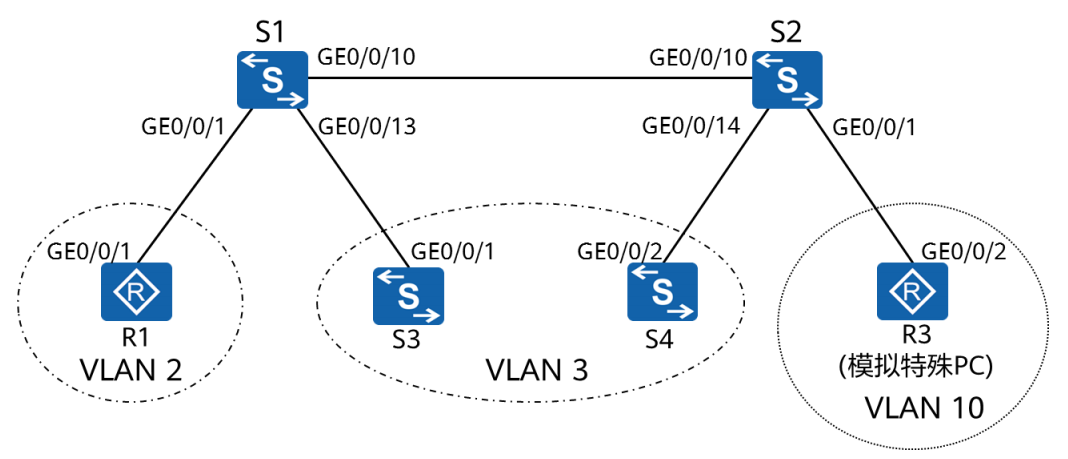 S1
S2
GE0/0/10
GE0/0/10
S
S
GE0/0/1
GE0/0/13
GE0/0/14
GE0/0/1
GE0/0/1
GE0/0/1
GE0/0/2
GE0/0/2
R
S
S
R
R1
S3
S4
R3
(模拟特殊PC)
VLAN 2
VLAN 3
VLAN 10